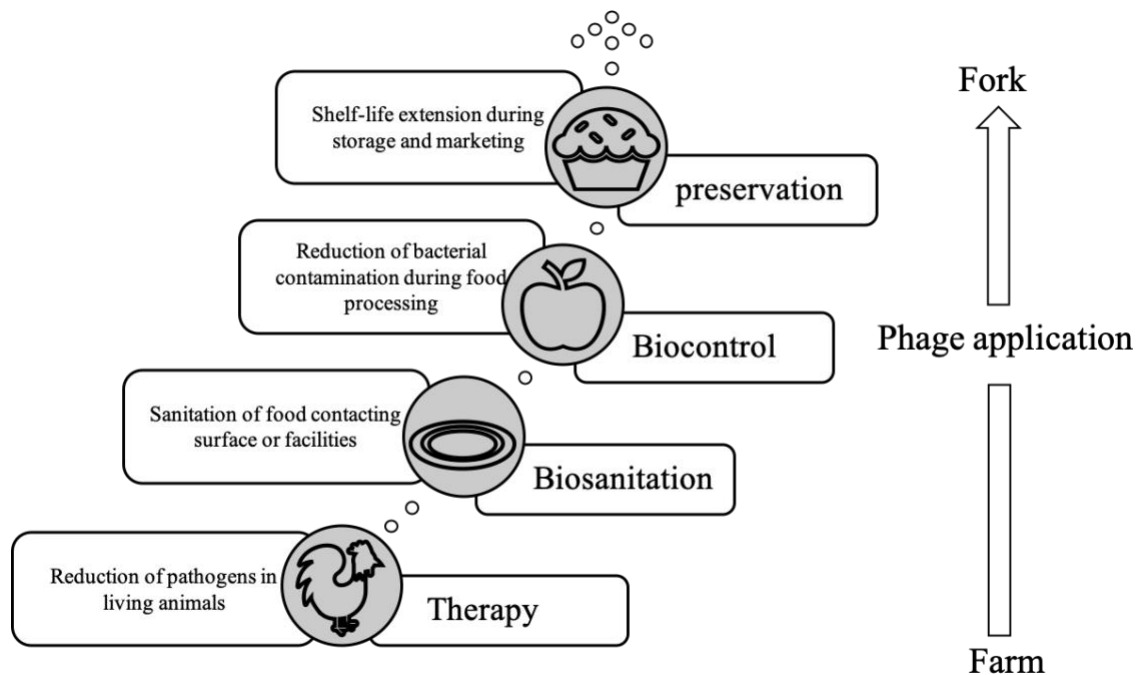 Fork
Shelf-life extension during
storage and marketing
preservation
Reduction of bacterial
contamination during food
processing
Biocontrol
Phage application
Sanitation of food contacting
surface or facilities
Biosanitation
Reduction of pathogens in
living animals
Therapy
Farm